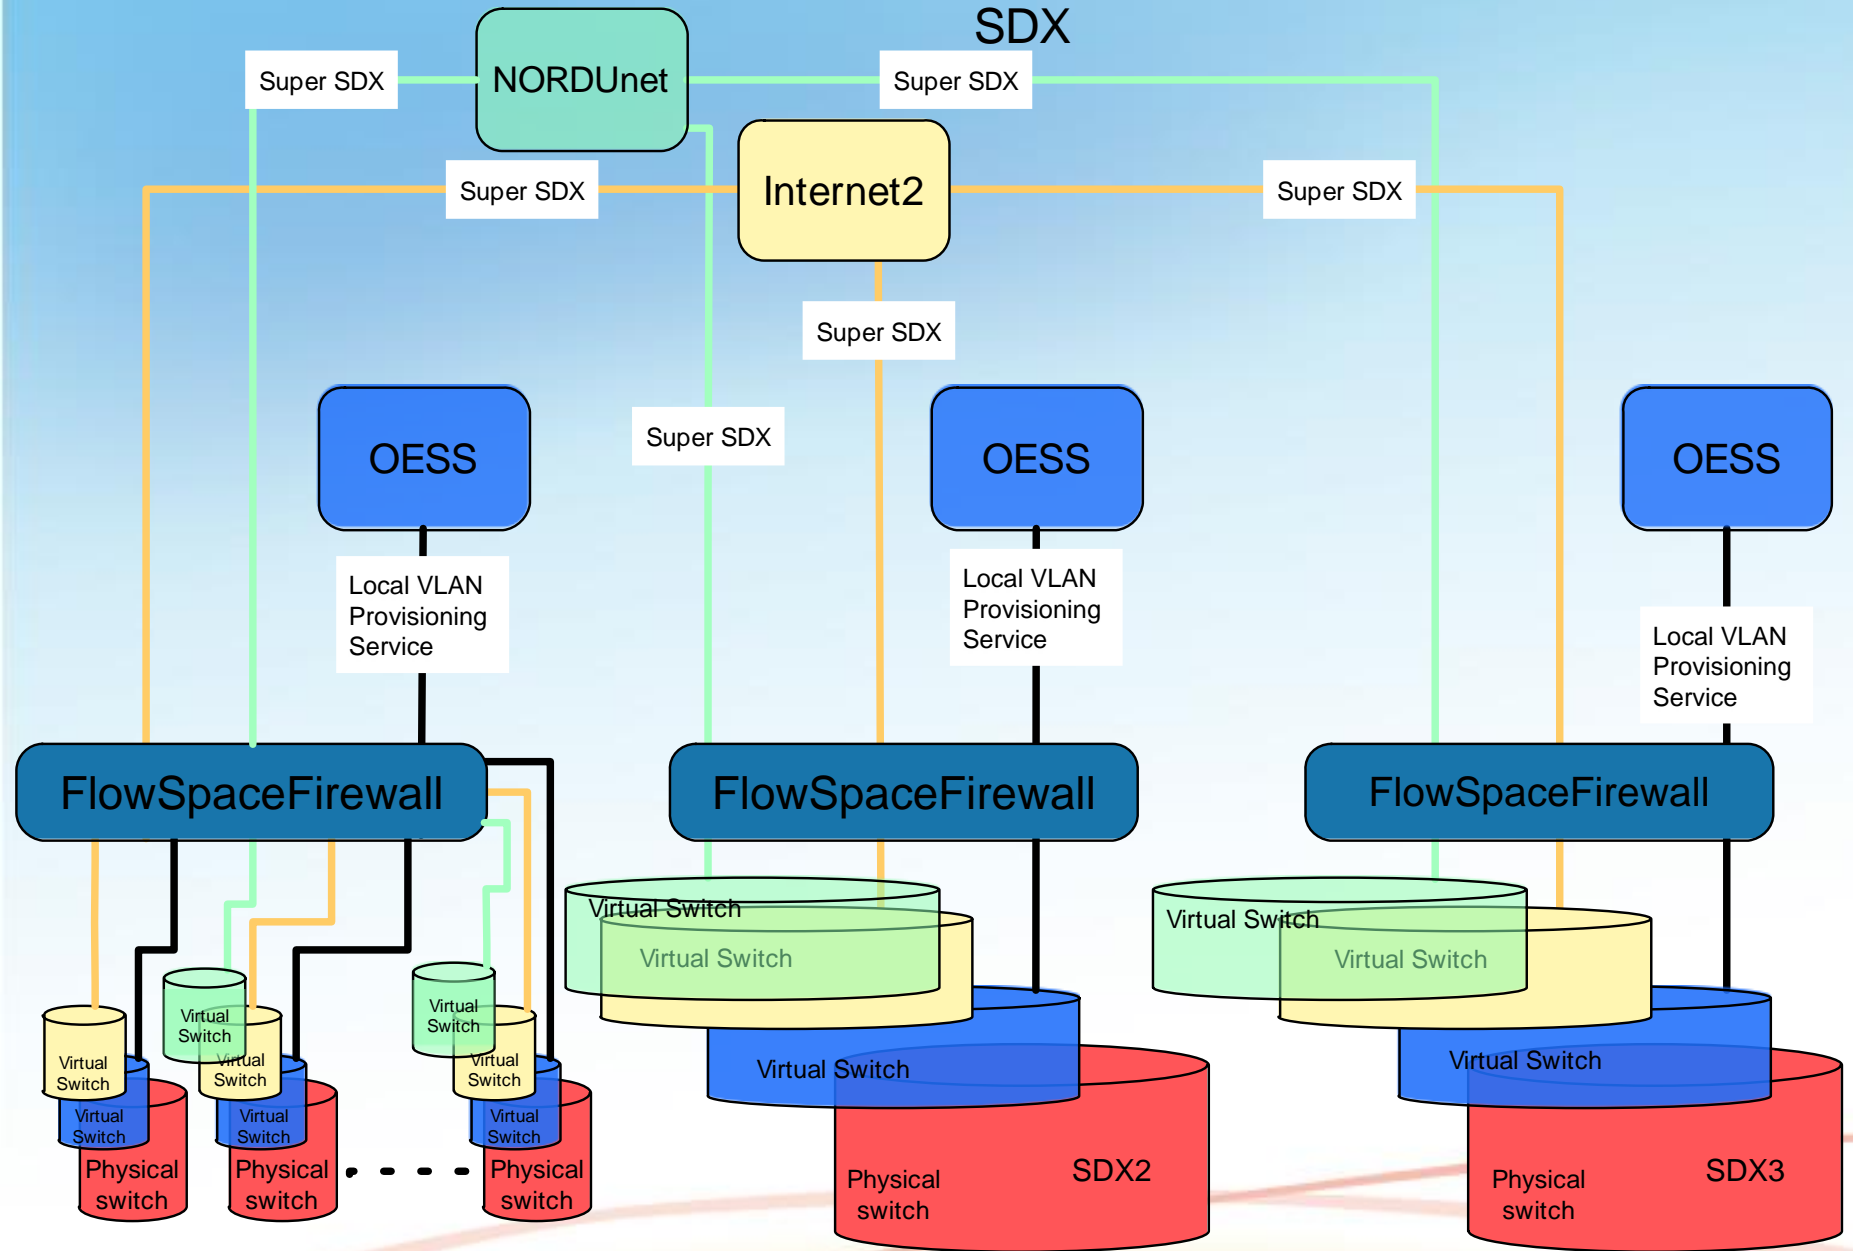 SDX
NORDUnet
Super SDX
Super SDX
Internet2
Super SDX
Super SDX
Super SDX
Super SDX
OESS
OESS
OESS
Local VLAN
Provisioning
Service
Local VLAN
Provisioning
Service
Local VLAN
Provisioning
Service
FlowSpaceFirewall
FlowSpaceFirewall
FlowSpaceFirewall
Virtual
Switch
Virtual
Switch
Physical
switch
Virtual
Switch
Virtual
Switch
Virtual
Switch
Physical
switch
Virtual
Switch
Virtual
Switch
Virtual
Switch
Physical
switch
Virtual Switch
Virtual Switch
Virtual Switch
Physical
switch
SDX2
Virtual Switch
Virtual Switch
Virtual Switch
Physical
switch
SDX3